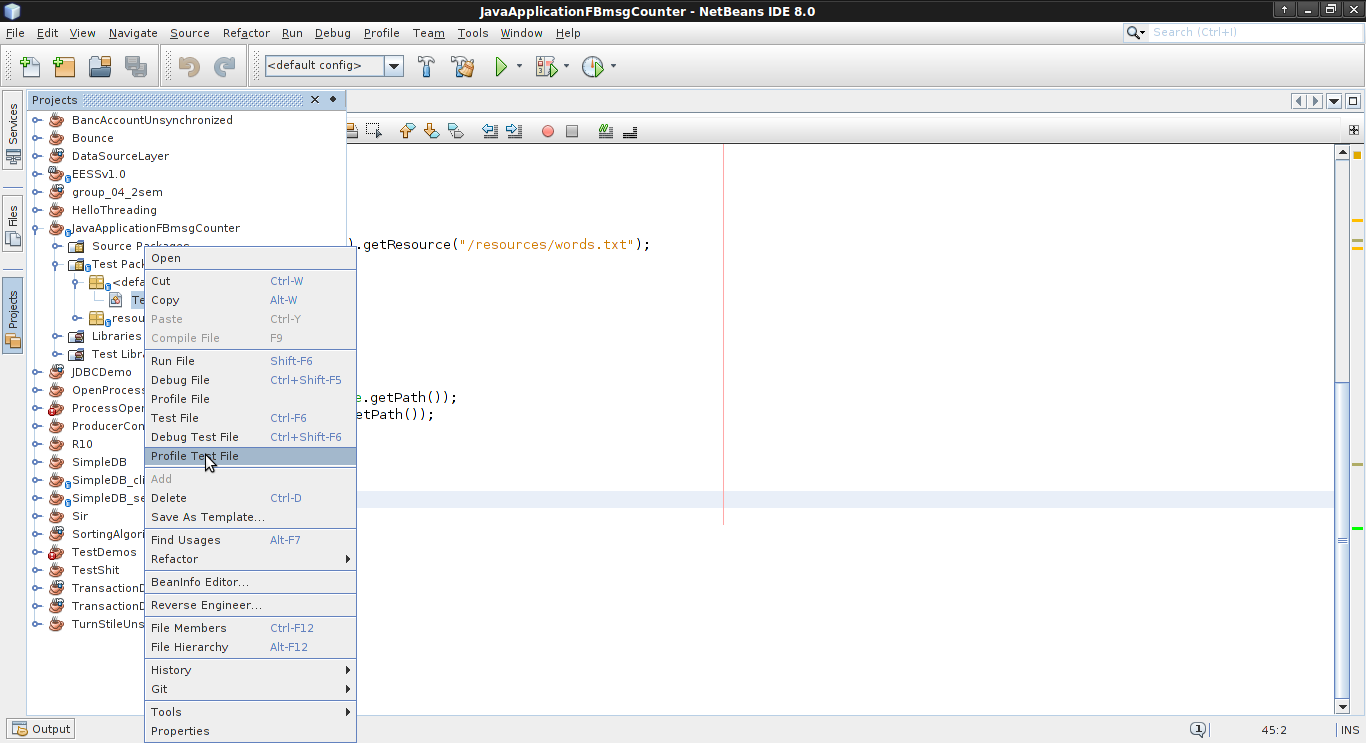 JavaApplicationFBmsgCounter - NetBeans IDE 8.0
File Edit View Navigate Source Refactor Run Debug Profile Team Tools Window Help
Search (Ctrl+I)
<default config>
Services
Files
Projects
Projects
BancAccountUnsynchronized
Bounce
DataSourceLayer
EESSv1.0
group_04_2sem
HelloThreading
JavaApplicationFBmsgCounter
Source Packages
Test Pack
<defa
Te
resou
Libraries
Test Libra
JDBCDemo
OpenProcess
ProcessOper
ProducerCon
R10
SimpleDB
SimpleDB_cli
SimpleDB_se
Sir
SortingAlgori
TestDemos
TestShit
TransactionD
TransactionD
TurnStileUns
Open
Cut Ctrl-W
Copy Alt-W
Paste Ctrl-Y
Compile File F9
Run File Shift-F6
Debug File Ctrl+Shift-F5
Profile File
Test File Ctrl-F6
Debug Test File Ctrl+Shift-F6
Profile Test File
Add
Delete Ctrl-D
Save As Template...
Find Usages Alt-F7
Refactor
BeanInfo Editor...
Reverse Engineer...
File Members Ctrl-F12
File Hierarchy Alt-F12
History
Git
Tools
Properties
).getResource("/resources/words.txt");
e.getPath());
etPath());
Output
1
45:2
INS